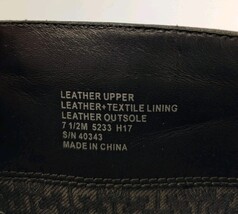 LEATHER UPPER
LEATHER+TEXTILE LINING
LEATHER OUTSOLE
7 1/2M 5233 H17
S/N 40343
MADE IN CHINA